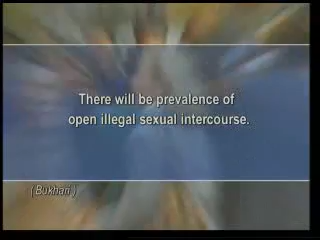 There will be prevalence of
open illegal sexual intercourse.
(Bukhari)